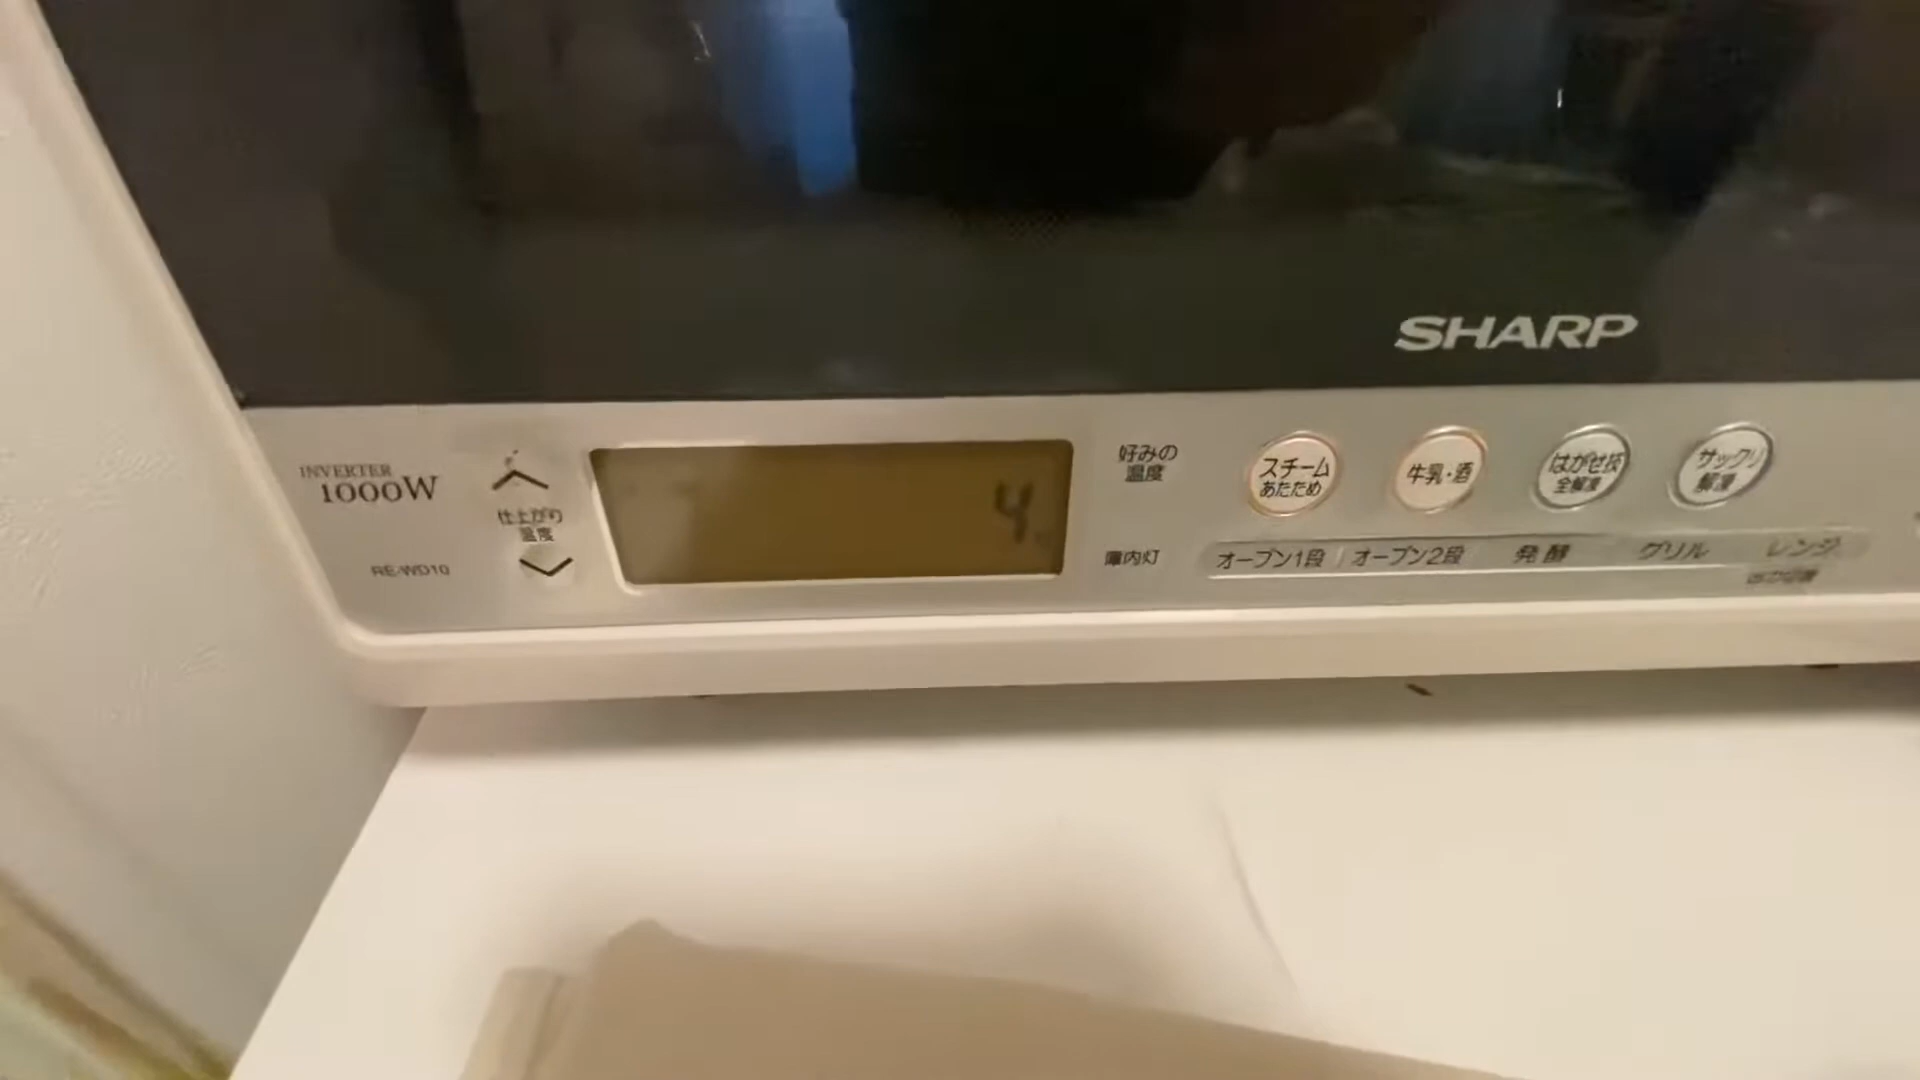 SHARP
INVERTER
1000W
仕上がり
温度
RE-WD10
4
好みの
温度
庫内灯
スチーム
あたため
牛乳・酒
はがせ技
全解凍
サックリ
解凍
オーブン1段
オーブン2段
発酵
グリル
レンジ